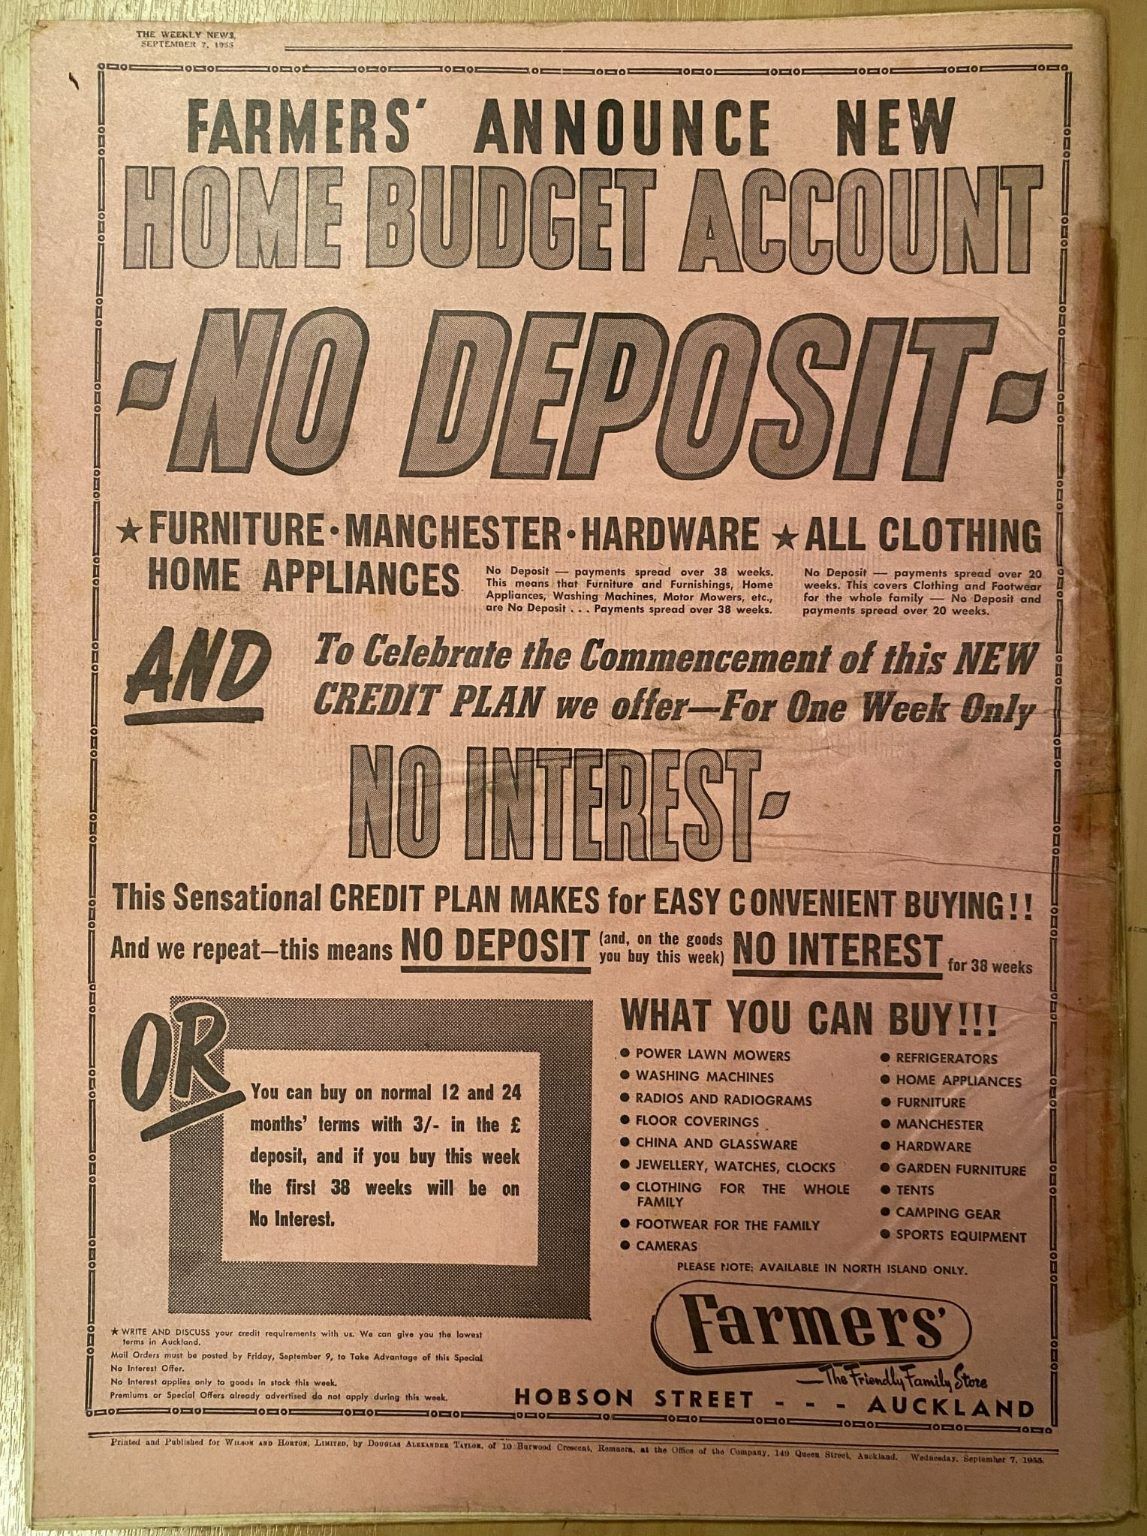 THE WEEKLY NEWS,
SEPTEMBER 7, 1955
FARMERS' ANNOUNCE NEW
HOME BUDGET ACCOUNT
-NO DEPOSIT-
★ FURNITURE · MANCHESTER · HARDWARE ★ ALL CLOTHING
HOME APPLIANCES
No Deposit — payments spread over 38 weeks.
This means that Furniture and Furnishings, Home
Appliances, Washing Machines, Motor Mowers, etc.,
are No Deposit . . . Payments spread over 38 weeks.
No Deposit — payments spread over 20
weeks. This covers Clothing and Footwear
for the whole family — No Deposit and
payments spread over 20 weeks.
AND
To Celebrate the Commencement of this NEW
CREDIT PLAN we offer—For One Week Only
NO INTEREST-
This Sensational CREDIT PLAN MAKES for EASY CONVENIENT BUYING!!
And we repeat—this means NO DEPOSIT (and, on the goods you buy this week) NO INTEREST for 38 weeks
OR
You can buy on normal 12 and 24
months' terms with 3/- in the £
deposit, and if you buy this week
the first 38 weeks will be on
No Interest.
WHAT YOU CAN BUY!!!
● POWER LAWN MOWERS
● WASHING MACHINES
● RADIOS AND RADIOGRAMS
● FLOOR COVERINGS
● CHINA AND GLASSWARE
● JEWELLERY, WATCHES, CLOCKS
● CLOTHING FOR THE WHOLE
FAMILY
● FOOTWEAR FOR THE FAMILY
● CAMERAS
● REFRIGERATORS
● HOME APPLIANCES
● FURNITURE
● MANCHESTER
● HARDWARE
● GARDEN FURNITURE
● TENTS
● CAMPING GEAR
● SPORTS EQUIPMENT
PLEASE NOTE; AVAILABLE IN NORTH ISLAND ONLY.
★ WRITE AND DISCUSS your credit requirements with us. We can give you the lowest
terms in Auckland.
Mail Orders must be posted by Friday, September 9, to Take Advantage of this Special
No Interest Offer.
No Interest applies only to goods in stock this week.
Premiums or Special Offers already advertised do not apply during this week.
Farmers'
—The Friendly Family Store
HOBSON STREET - - - AUCKLAND
Printed and Published for WILSON AND HORTON, LIMITED, by DOUGLAS ALEXANDER TAYLOR, of 10 Burwood Crescent, Remuera, at the Office of the Company, 149 Queen Street, Auckland. Wednesday, September 7, 1955.